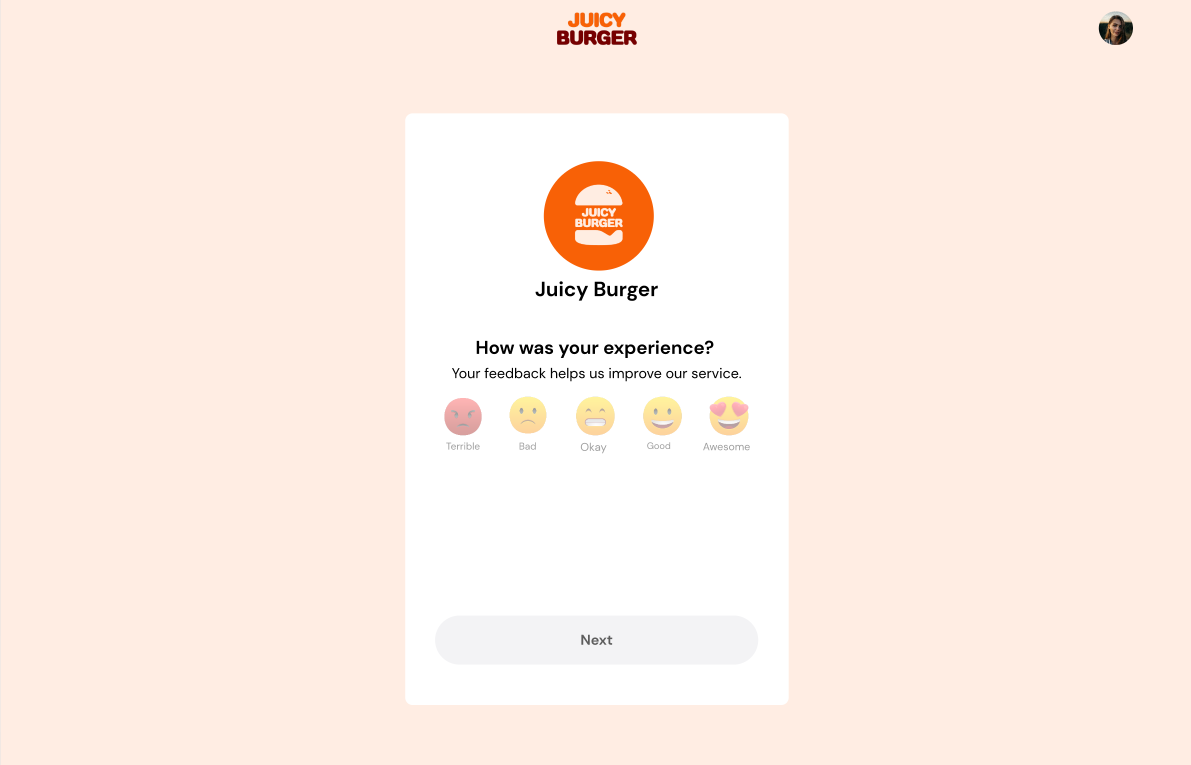 JUICY
BURGER
JUICY
BURGER
Juicy Burger
How was your experience?
Your feedback helps us improve our service.
Terrible Bad Okay Good Awesome
Next